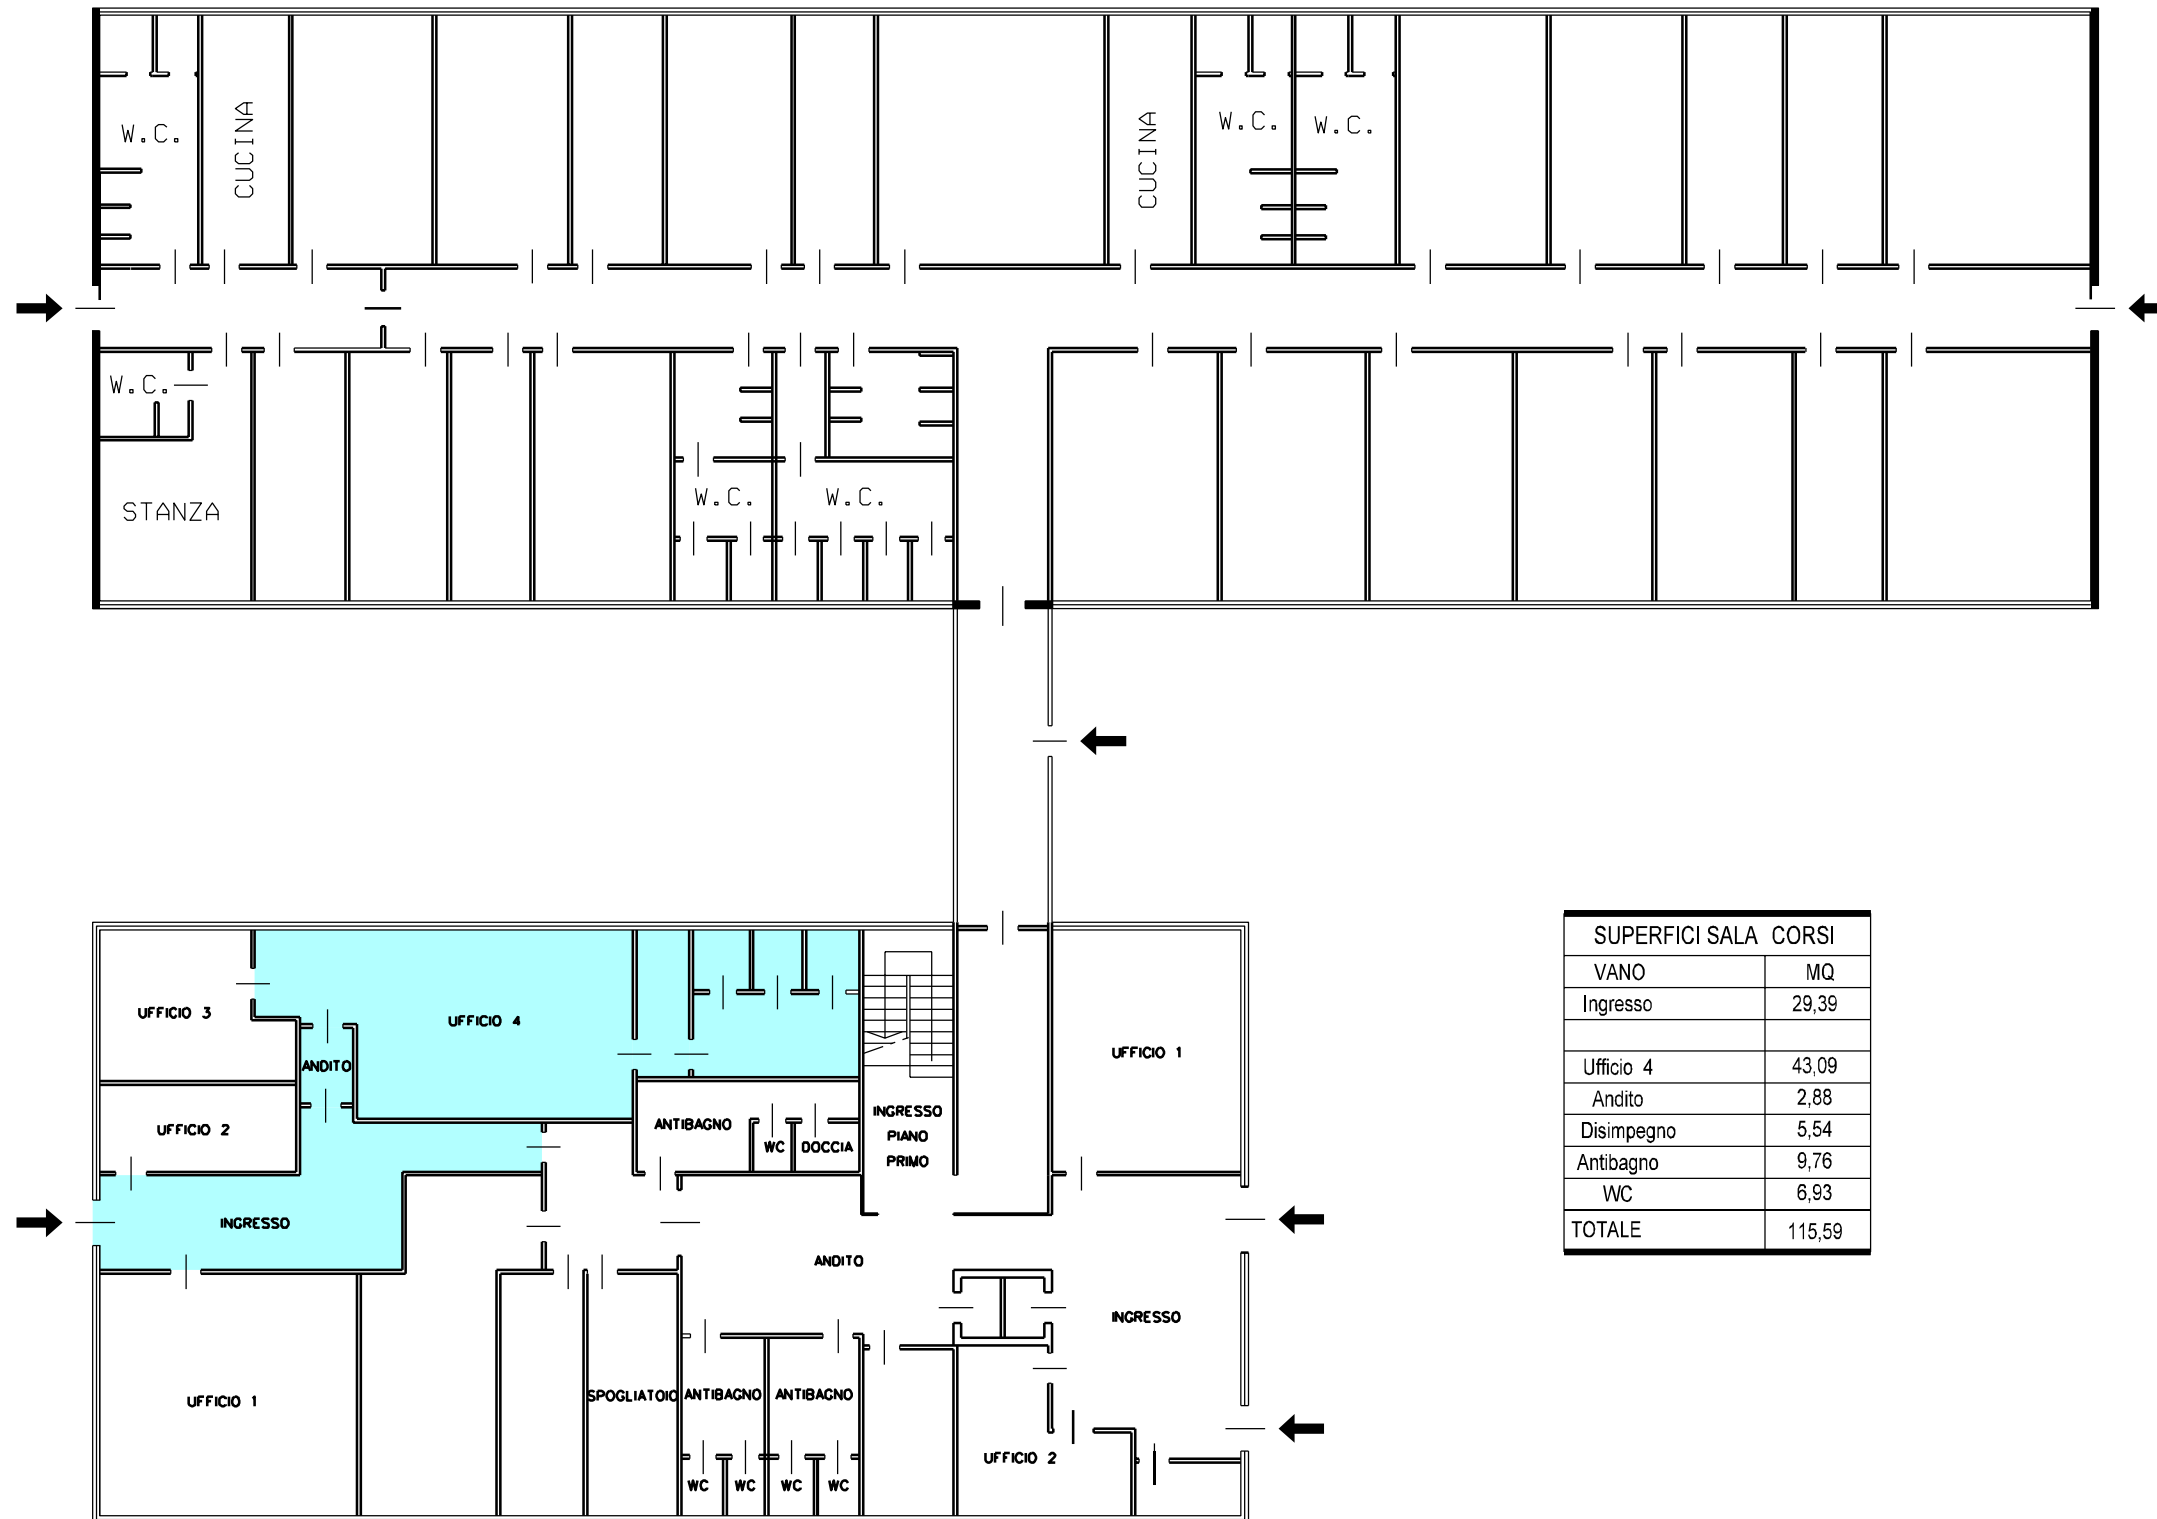 W.C.
CUCINA
CUCINA
W.C.
W.C.
W.C.
STANZA
W.C.
W.C.
UFFICIO 3
UFFICIO 4
ANDITO
UFFICIO 2
INGRESSO
UFFICIO 1
ANTIBAGNO
WC
DOCCIA
INGRESSO
PIANO
PRIMO
UFFICIO 1
ANDITO
INGRESSO
SPOGLIATOIO
ANTIBAGNO
ANTIBAGNO
WC
WC
WC
WC
UFFICIO 2
SUPERFICI SALA CORSI
VANO MQ
Ingresso 29,39
Ufficio 4 43,09
Andito 2,88
Disimpegno 5,54
Antibagno 9,76
WC 6,93
TOTALE 115,59